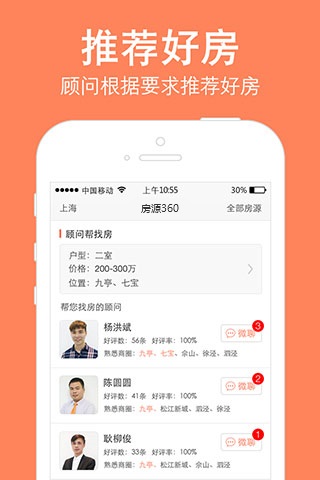 推荐好房
顾问根据要求推荐好房
中国移动 上午10:55 30%
上海 房源360 全部房源
顾问帮找房
户型：二室
价格：200-300万
位置：九亭、七宝
帮您找房的顾问
杨洪斌
好评数：56条 好评率：100%
熟悉商圈：九亭、七宝、佘山、徐泾、泗泾
微聊 3
陈圆圆
好评数：41条 好评率：100%
熟悉商圈：九亭、松江新城、泗泾
微聊 2
耿柳俊
好评数：33条 好评率：100%
熟悉商圈：九亭、松江新城、泗泾
微聊 1